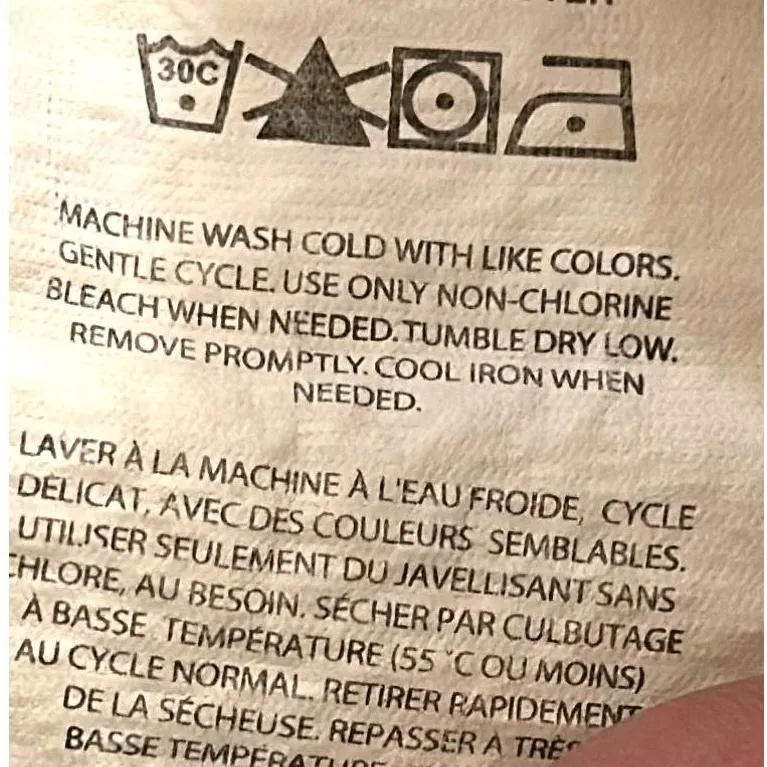 30C
MACHINE WASH COLD WITH LIKE COLORS.
GENTLE CYCLE. USE ONLY NON-CHLORINE
BLEACH WHEN NEEDED. TUMBLE DRY LOW.
REMOVE PROMPTLY. COOL IRON WHEN
NEEDED.
LAVER À LA MACHINE À L'EAU FROIDE, CYCLE
DÉLICAT, AVEC DES COULEURS SEMBLABLES.
UTILISER SEULEMENT DU JAVELLISANT SANS
CHLORE, AU BESOIN. SÉCHER PAR CULBUTAGE
À BASSE TEMPÉRATURE (55 °C OU MOINS)
AU CYCLE NORMAL. RETIRER RAPIDEMENT
DE LA SÉCHEUSE. REPASSER À TRÈS
BASSE TEMPÉRATURE